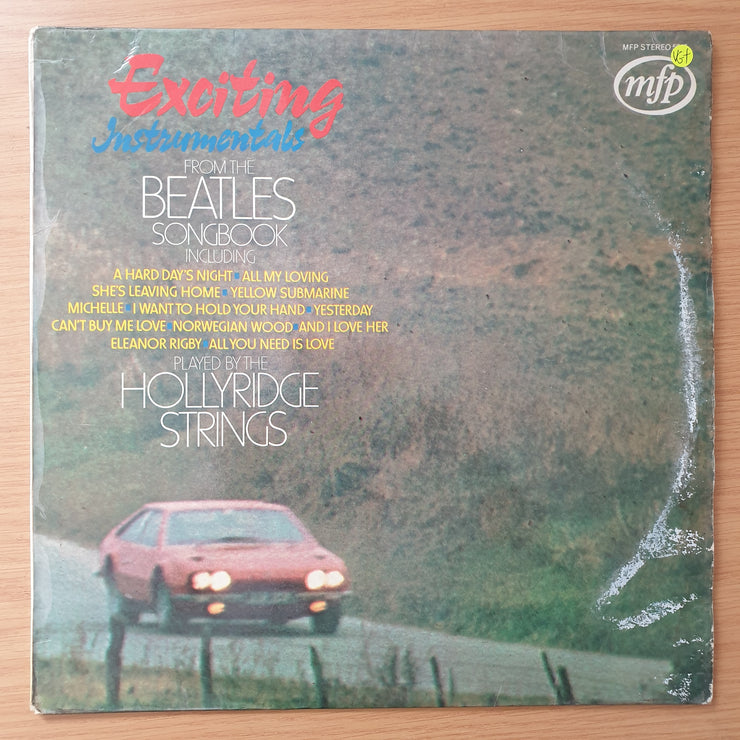 MFP STEREO
VG+
mfp
Exciting
Instrumentals
FROM THE
BEATLES
SONGBOOK
INCLUDING
A HARD DAY'S NIGHT▪ALL MY LOVING
SHE'S LEAVING HOME▪YELLOW SUBMARINE
MICHELLE▪I WANT TO HOLD YOUR HAND▪YESTERDAY
CAN'T BUY ME LOVE▪NORWEGIAN WOOD▪AND I LOVE HER
ELEANOR RIGBY▪ALL YOU NEED IS LOVE
PLAYED BY THE
HOLLYRIDGE
STRINGS